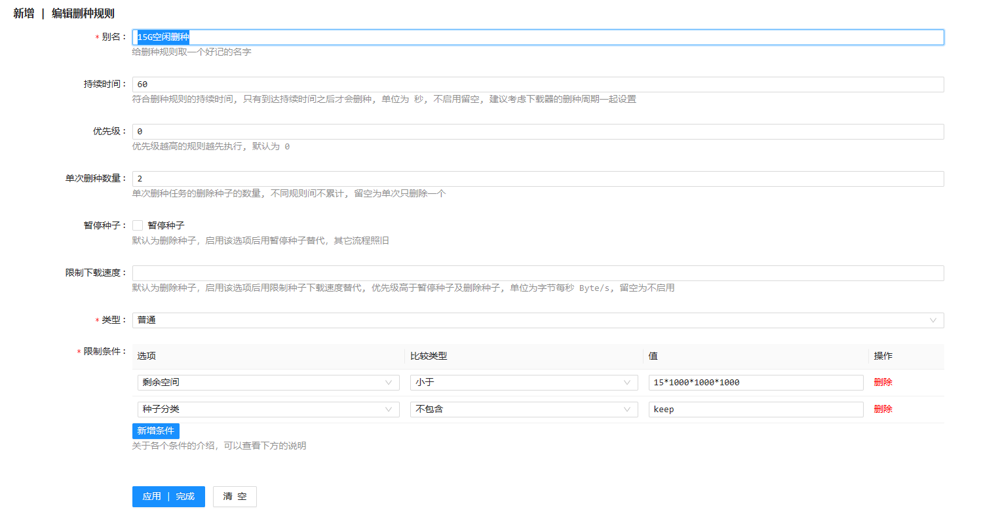 新增 | 编辑删种规则
* 别名: 15G空闲删种
给删种规则取一个好记的名字
持续时间: 60
符合删种规则的持续时间, 只有到达持续时间之后才会删种, 单位为 秒, 不启用留空, 建议考虑下载器的删种周期一起设置
优先级: 0
优先级越高的规则越先执行, 默认为 0
单次删种数量: 2
单次删种任务的删除种子的数量, 不同规则间不累计, 留空为单次只删除一个
暂停种子: 暂停种子
默认为删除种子, 启用该选项后用暂停种子替代, 其它流程照旧
限制下载速度:
默认为删除种子, 启用该选项后用限制种子下载速度替代, 优先级高于暂停种子及删除种子, 单位为字节每秒 Byte/s, 留空为不启用
* 类型: 普通
* 限制条件: 选项 比较类型 值 操作
剩余空间 小于 15*1000*1000*1000 删除
种子分类 不包含 keep 删除
新增条件
关于各个条件的介绍, 可以查看下方的说明
应用 | 完成 清 空